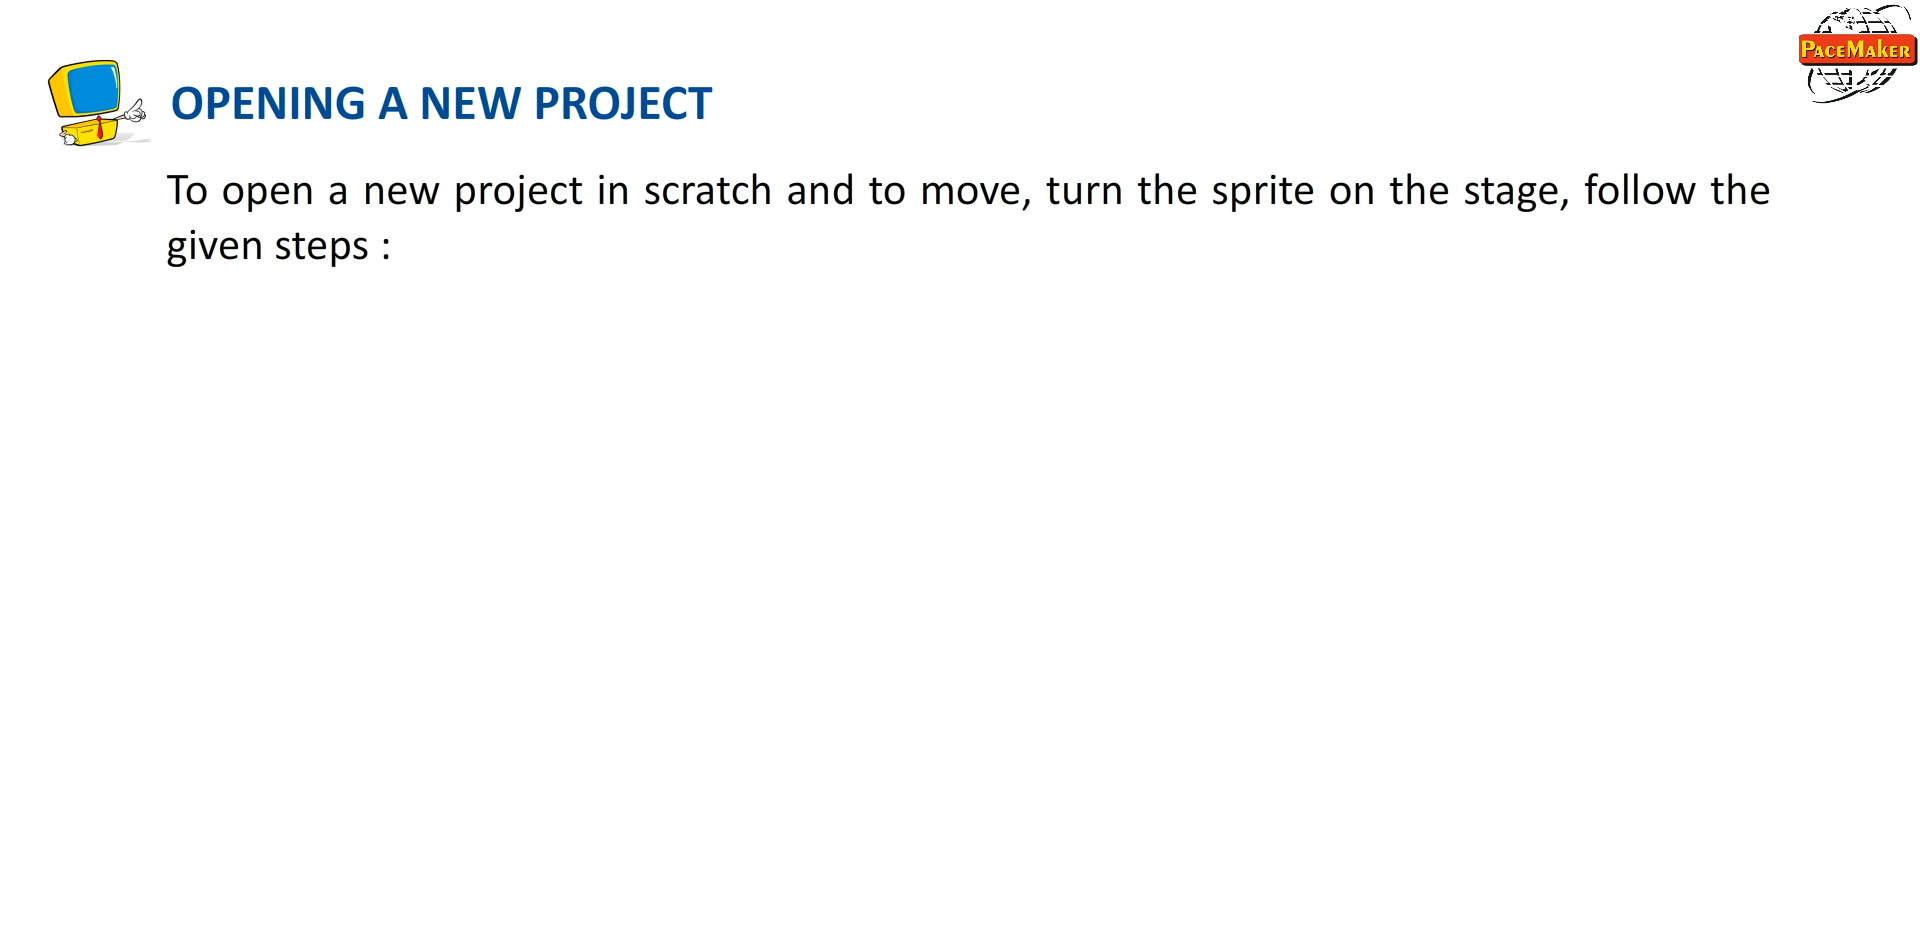 PACEMAKER
OPENING A NEW PROJECT
To open a new project in scratch and to move, turn the sprite on the stage, follow the
given steps :